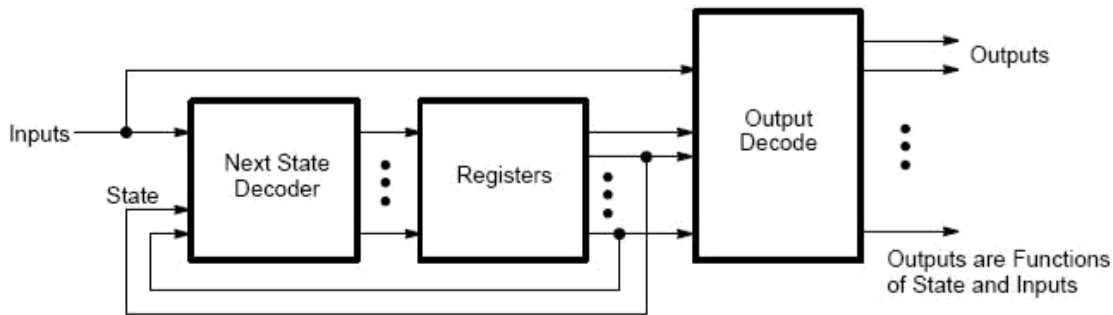 Inputs
State
Next State
Decoder
Registers
Output
Decode
Outputs
Outputs are Functions
of State and Inputs